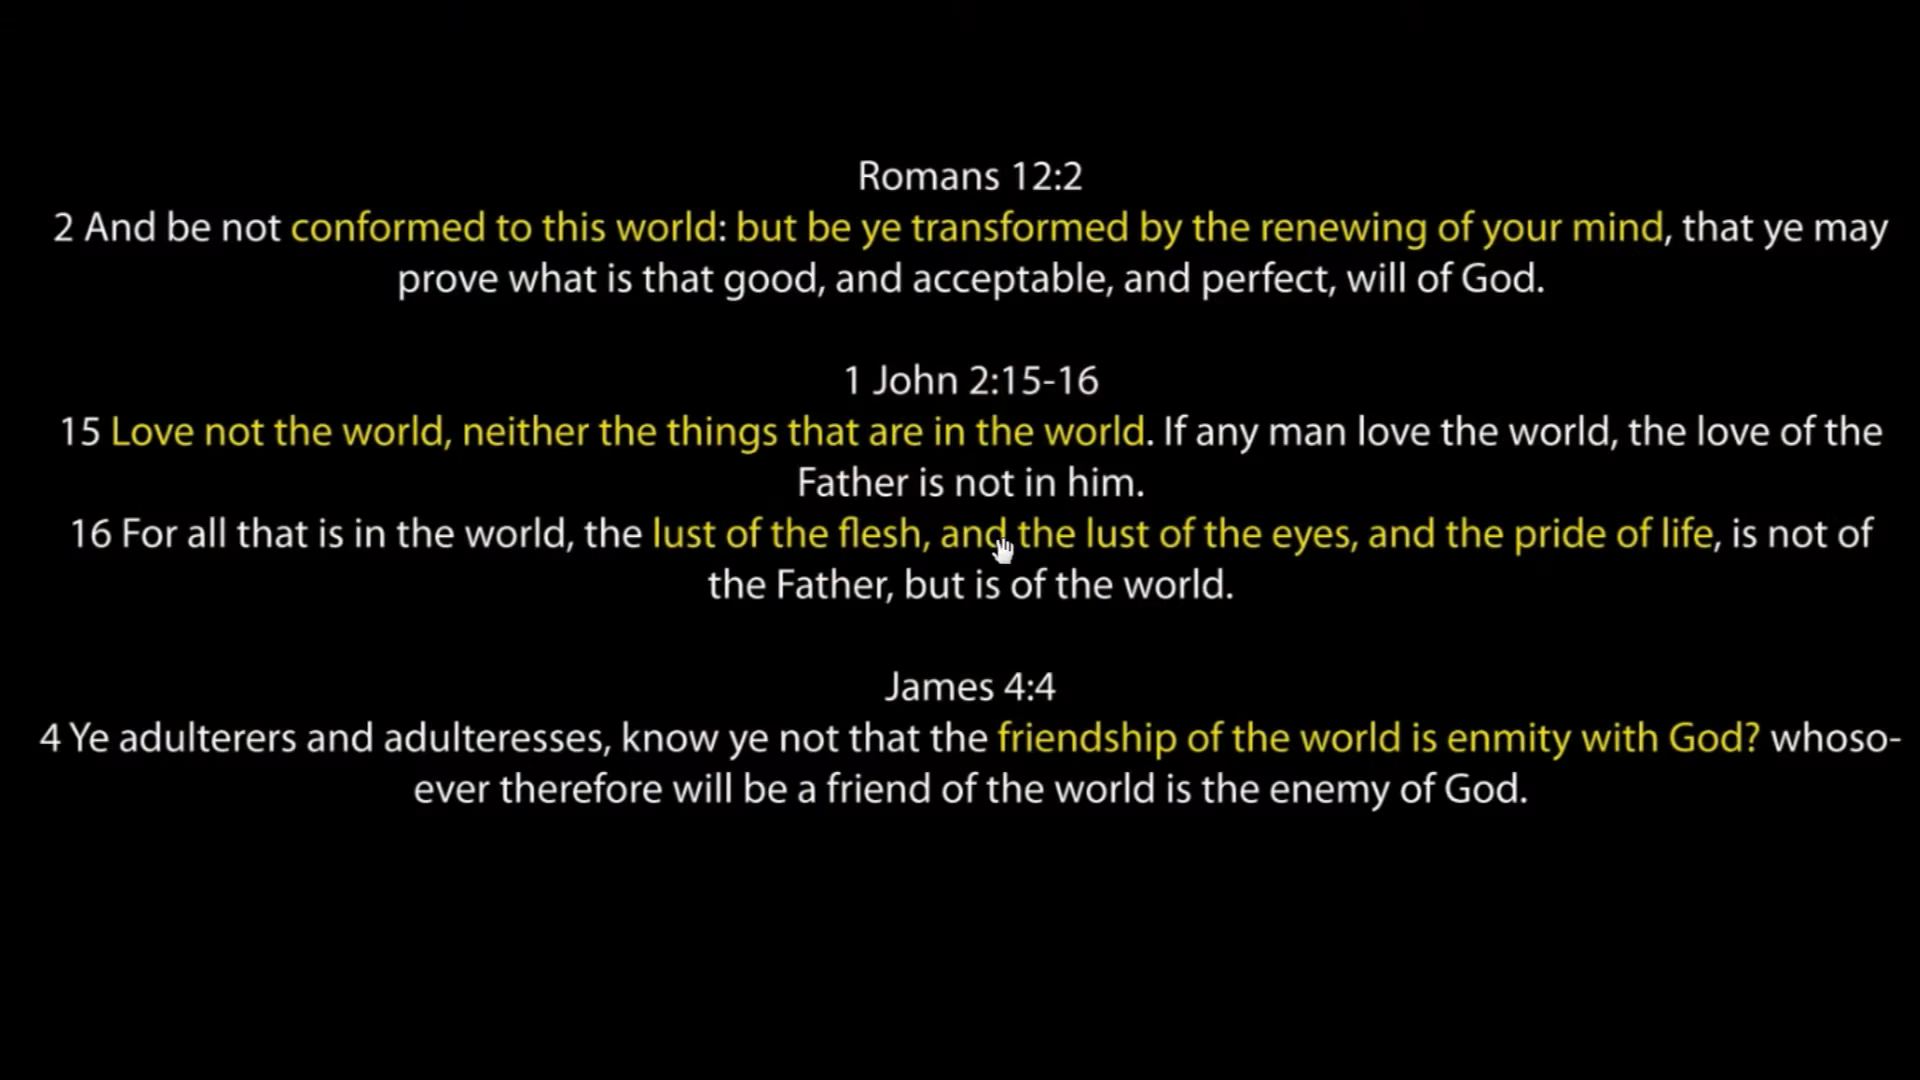 Romans 12:2
2 And be not conformed to this world: but be ye transformed by the renewing of your mind, that ye may
prove what is that good, and acceptable, and perfect, will of God.
1 John 2:15-16
15 Love not the world, neither the things that are in the world. If any man love the world, the love of the
Father is not in him.
16 For all that is in the world, the lust of the flesh, and the lust of the eyes, and the pride of life, is not of
the Father, but is of the world.
James 4:4
4 Ye adulterers and adulteresses, know ye not that the friendship of the world is enmity with God? whoso-
ever therefore will be a friend of the world is the enemy of God.